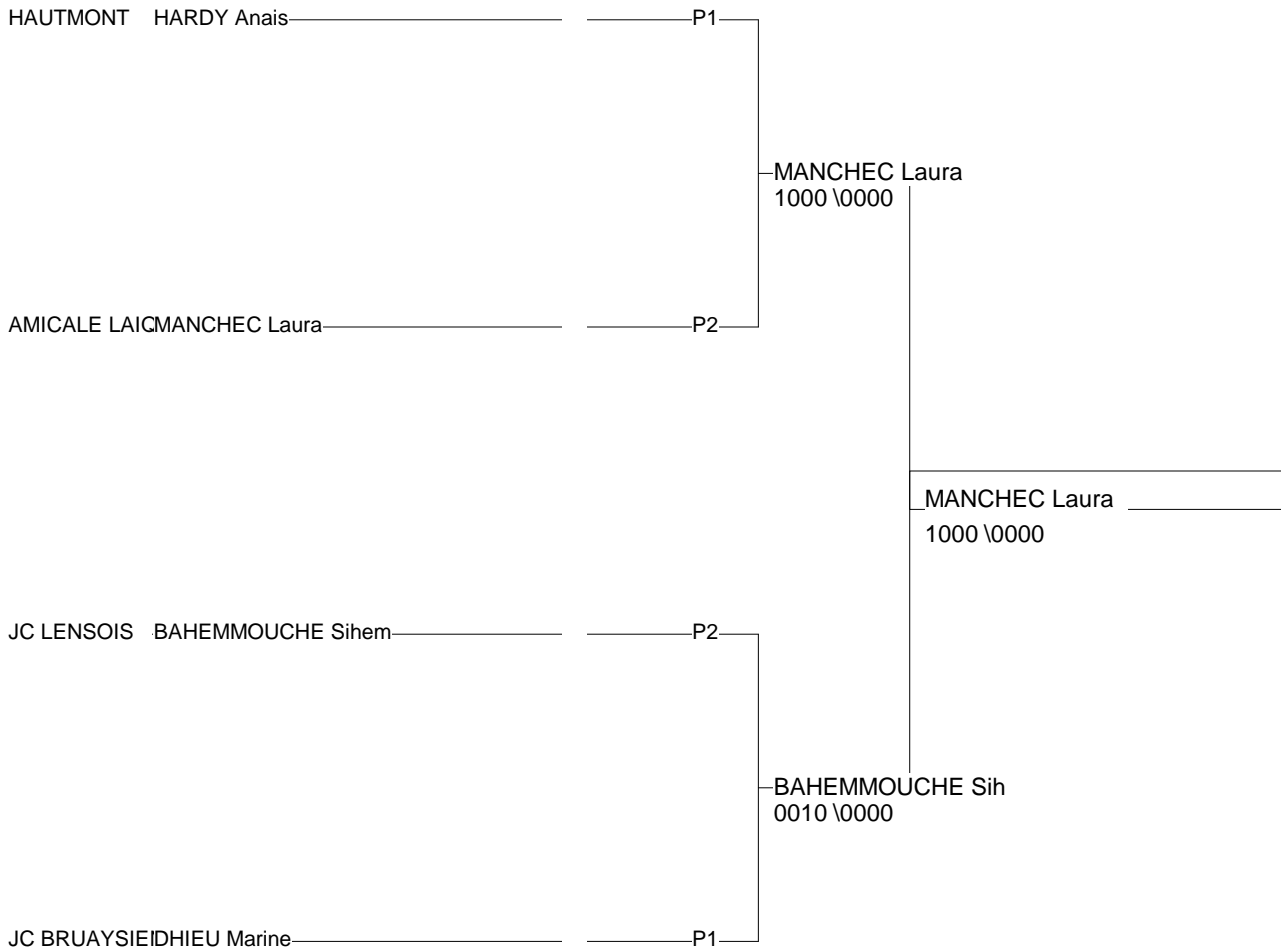 HAUTMONT HARDY Anais P1
MANCHEC Laura
1000 \0000
AMICALE LAIQ MANCHEC Laura P2
MANCHEC Laura
1000 \0000
JC LENSOIS BAHEMMOUCHE Sihem P2
BAHEMMOUCHE Sih
0010 \0000
JC BRUAYSIE DHIEU Marine P1